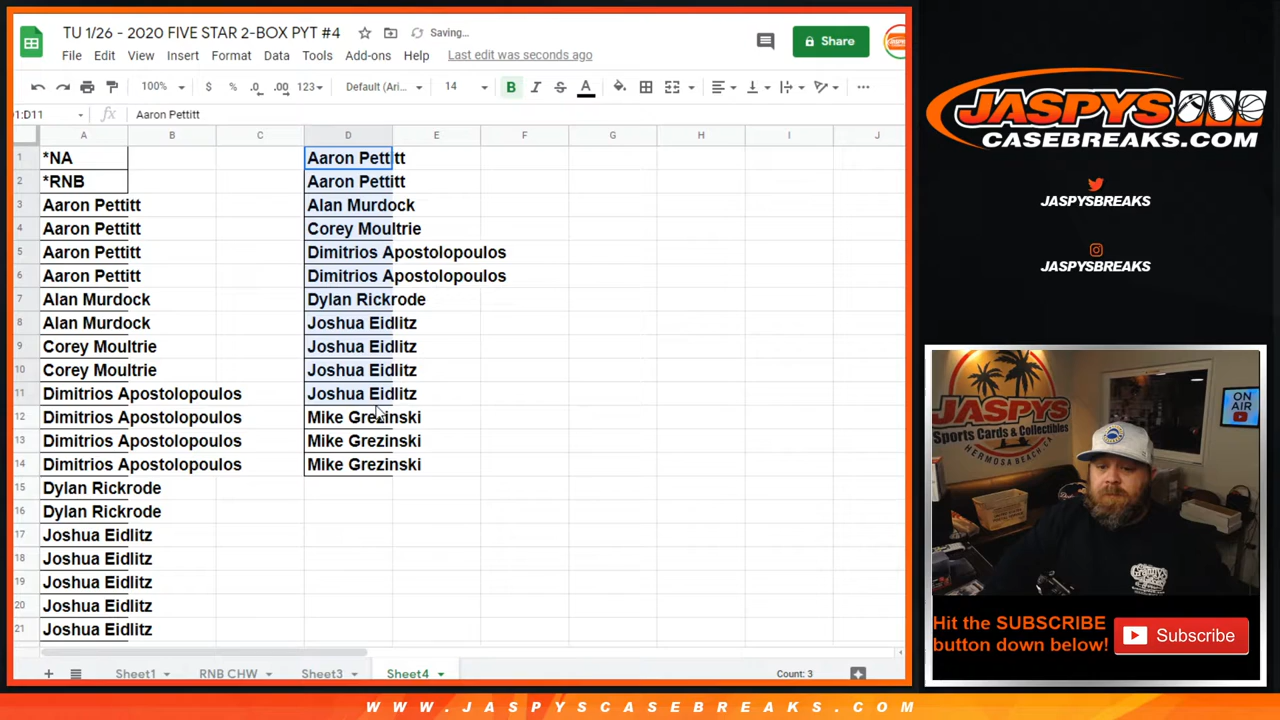 TU 1/26 - 2020 FIVE STAR 2-BOX PYT #4
Saving...
File Edit View Insert Format Data Tools Add-ons Help Last edit was seconds ago
Share
100% $ % .0 .00 123 Default (Ari... 14 B I S A
1:D11 fx Aaron Pettitt
A B C D E F G H I J
1 *NA Aaron Pettitt
2 *RNB Aaron Pettitt
3 Aaron Pettitt Alan Murdock
4 Aaron Pettitt Corey Moultrie
5 Aaron Pettitt Dimitrios Apostolopoulos
6 Aaron Pettitt Dimitrios Apostolopoulos
7 Alan Murdock Dylan Rickrode
8 Alan Murdock Joshua Eidlitz
9 Corey Moultrie Joshua Eidlitz
10 Corey Moultrie Joshua Eidlitz
11 Dimitrios Apostolopoulos Joshua Eidlitz
12 Dimitrios Apostolopoulos Mike Grezinski
13 Dimitrios Apostolopoulos Mike Grezinski
14 Dimitrios Apostolopoulos Mike Grezinski
15 Dylan Rickrode
16 Dylan Rickrode
17 Joshua Eidlitz
18 Joshua Eidlitz
19 Joshua Eidlitz
20 Joshua Eidlitz
21 Joshua Eidlitz
Sheet1 RNB CHW Sheet3 Sheet4 Count: 3
JASPYS
CASEBREAKS.COM
JASPYSBREAKS
JASPYSBREAKS
JASPYS
Sports Cards & Collectibles
HERMOSA BEACH, CA
ON AIR
Hit the SUBSCRIBE
button down below!
Subscribe
WWW.JASPYSCASEBREAKS.COM